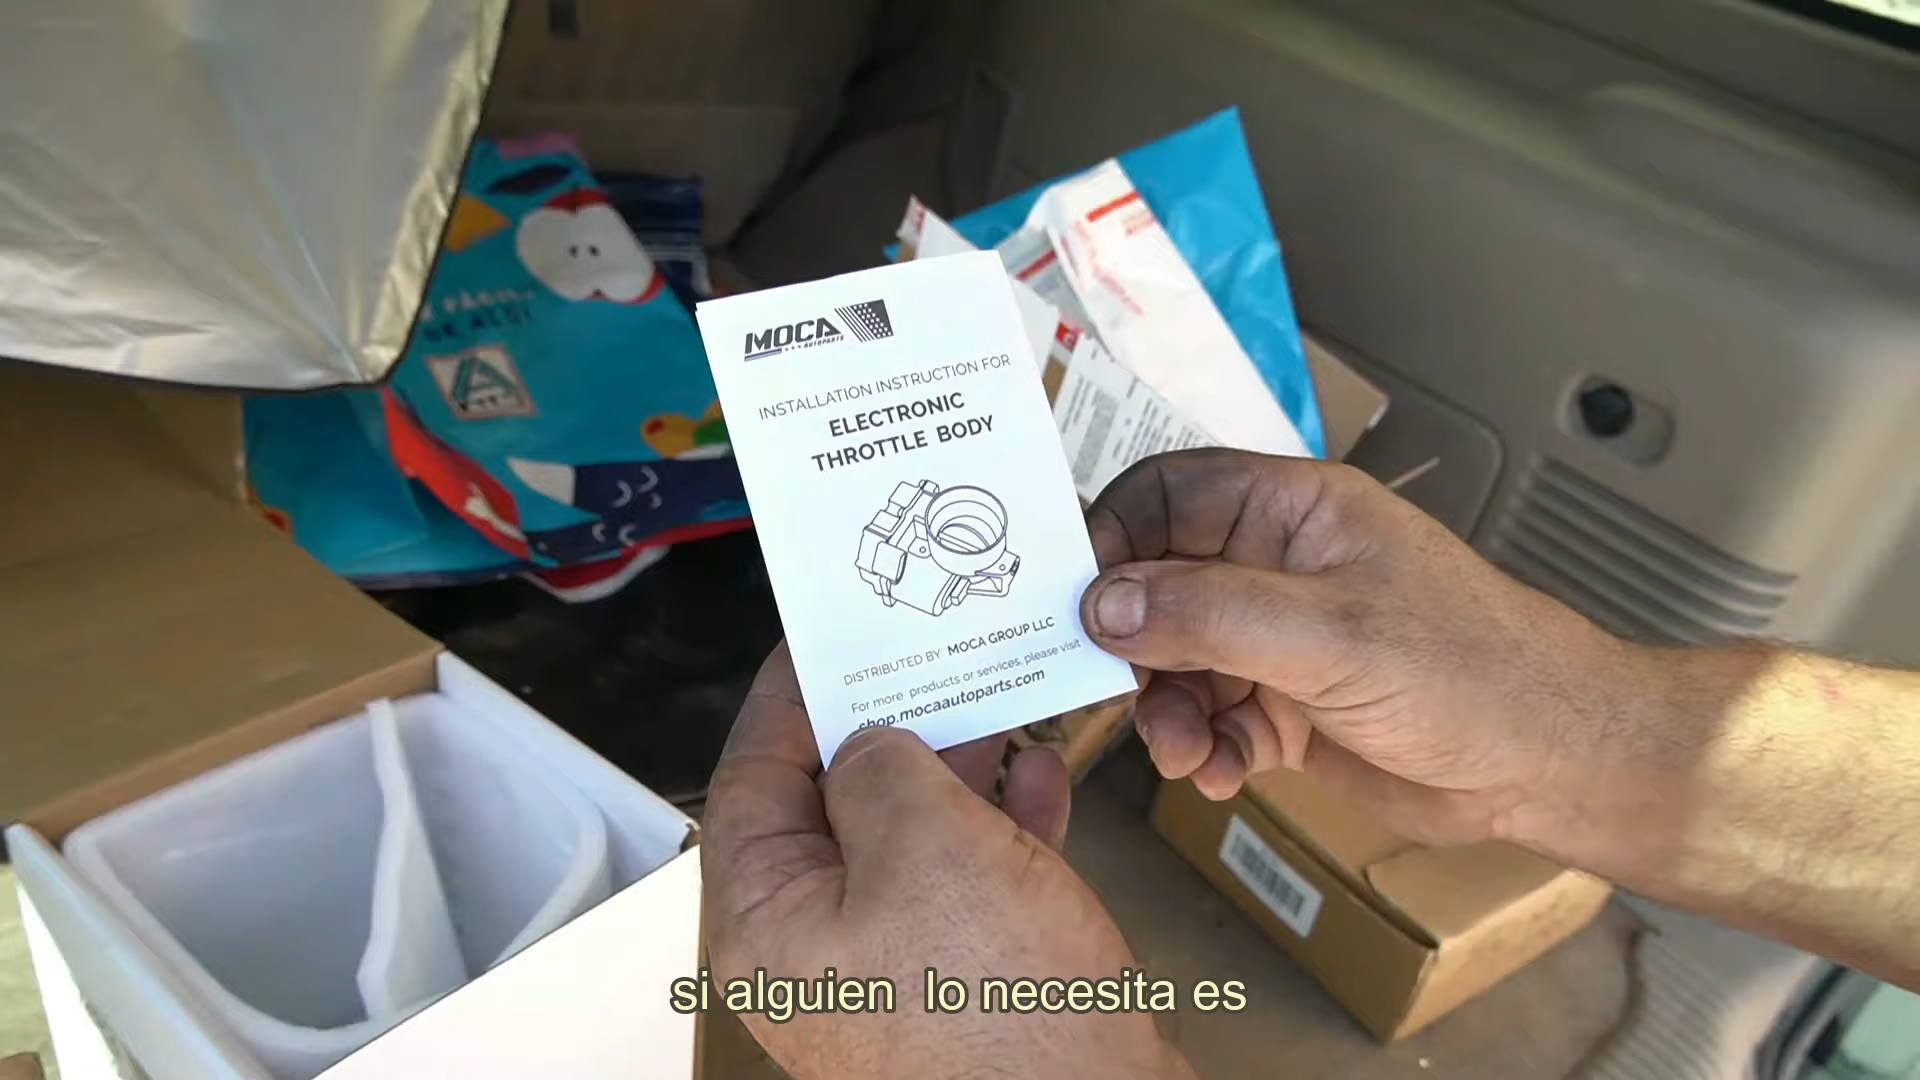 MOCA
AUTOPARTS
INSTALLATION INSTRUCTION FOR
ELECTRONIC
THROTTLE BODY
DISTRIBUTED BY MOCA GROUP LLC
For more products or services, please visit
shop.mocaautoparts.com
si alguien lo necesita es